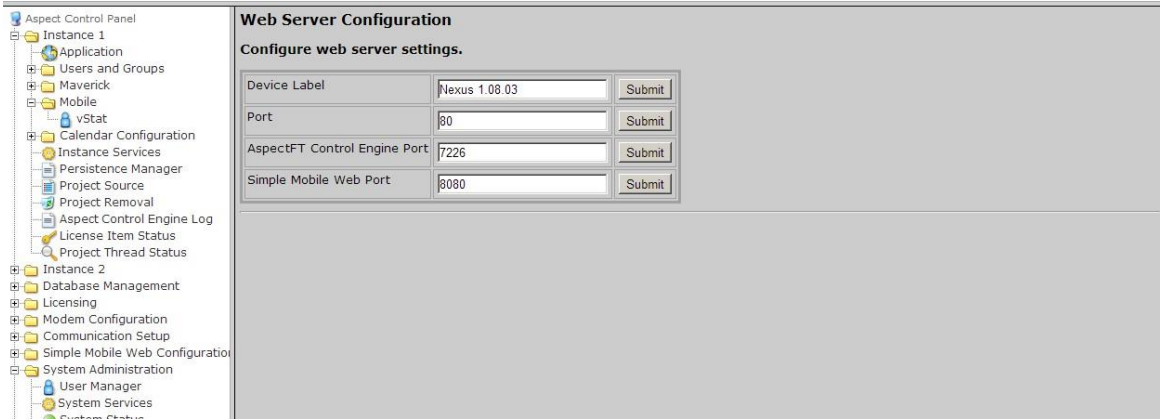 Aspect Control Panel
Instance 1
Application
Users and Groups
Maverick
Mobile
vStat
Calendar Configuration
Instance Services
Persistence Manager
Project Source
Project Removal
Aspect Control Engine Log
License Item Status
Project Thread Status
Instance 2
Database Management
Licensing
Modem Configuration
Communication Setup
Simple Mobile Web Configuratio
System Administration
User Manager
System Services
System Status
Web Server Configuration
Configure web server settings.
Device Label Nexus 1.08.03 Submit
Port 80 Submit
AspectFT Control Engine Port 7226 Submit
Simple Mobile Web Port 8080 Submit